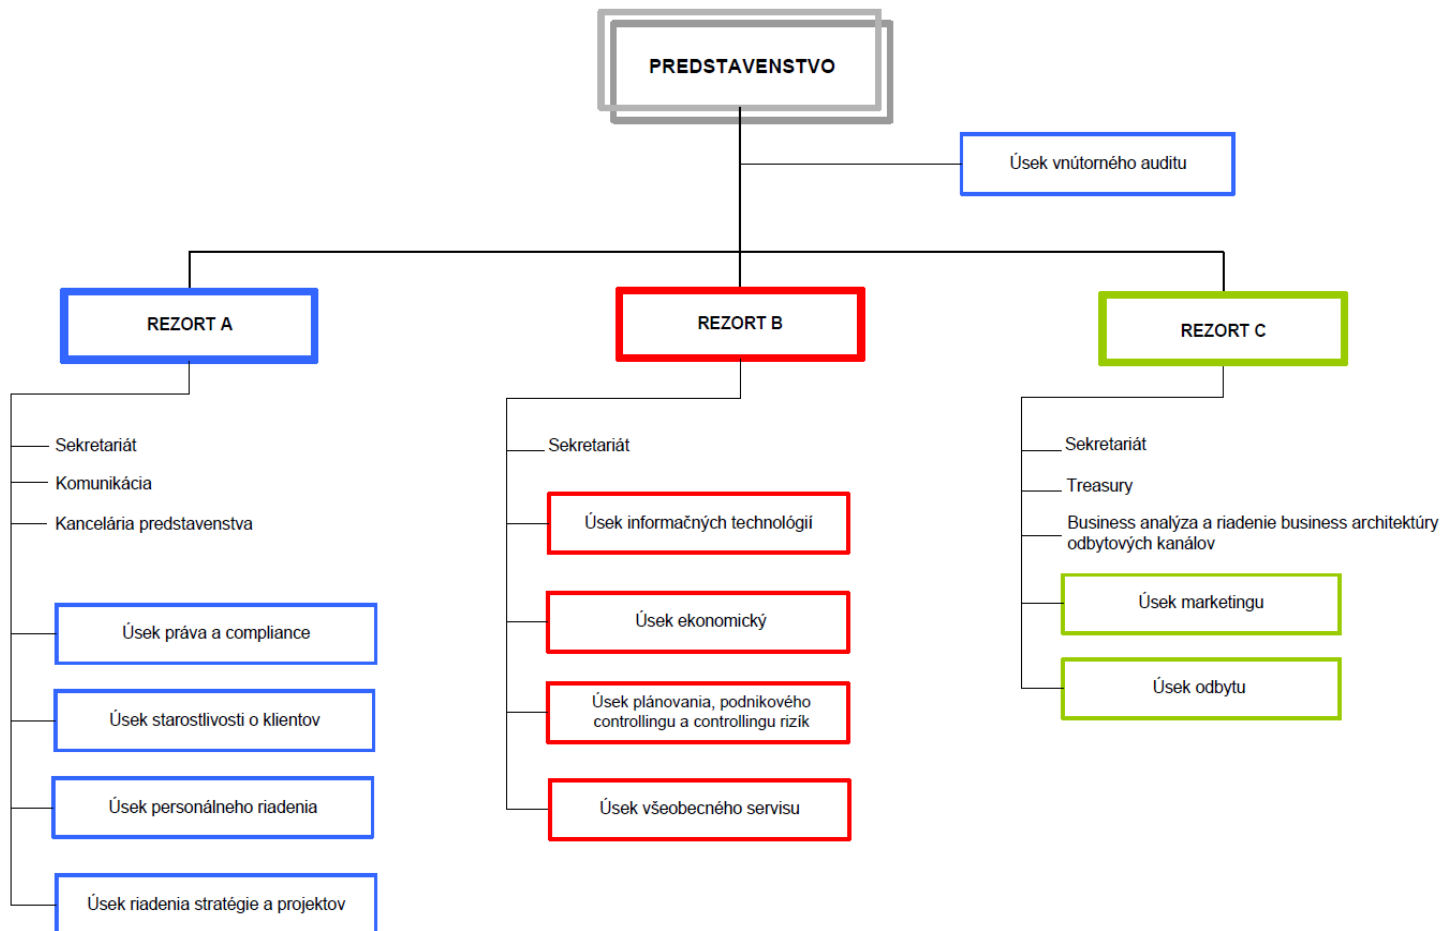 PREDSTAVENSTVO
Úsek vnútorného auditu
REZORT A
REZORT B
REZORT C
Sekretariát
Komunikácia
Kancelária predstavenstva
Úsek práva a compliance
Úsek starostlivosti o klientov
Úsek personálneho riadenia
Úsek riadenia stratégie a projektov
Sekretariát
Úsek informačných technológií
Úsek ekonomický
Úsek plánovania, podnikového
controllingu a controllingu rizík
Úsek všeobecného servisu
Sekretariát
Treasury
Business analýza a riadenie business architektúry
odbytových kanálov
Úsek marketingu
Úsek odbytu